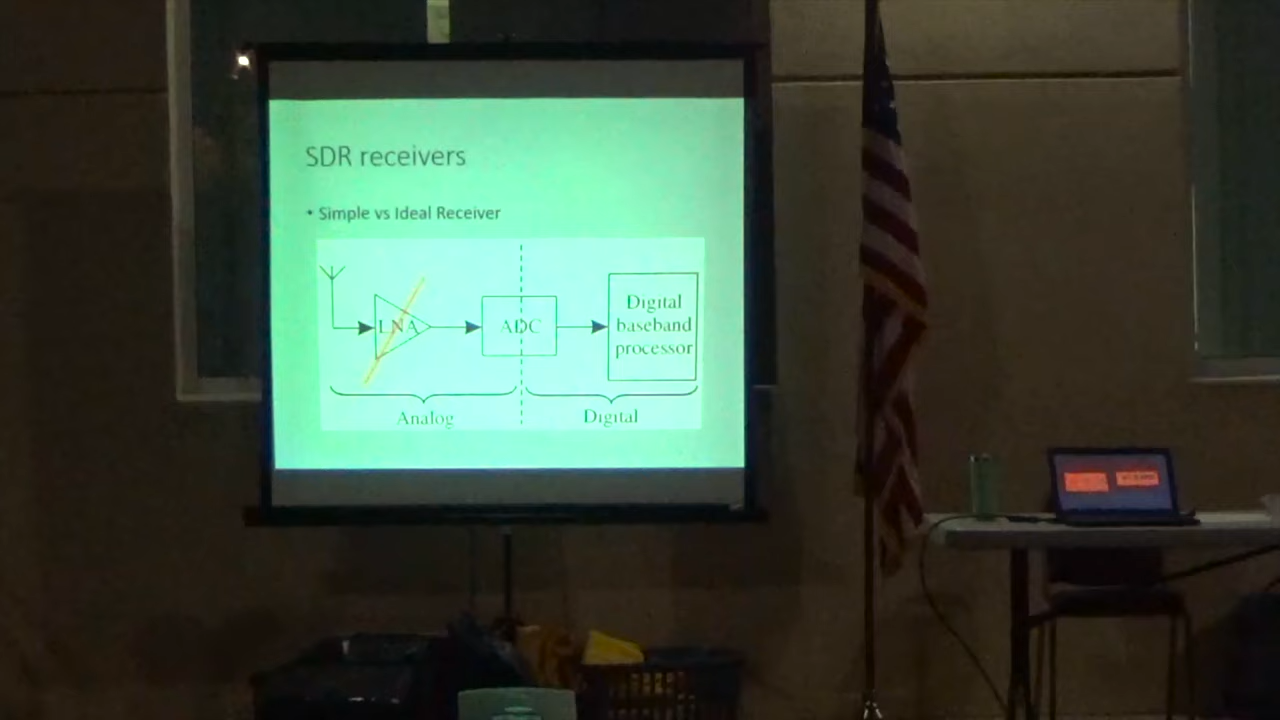 SDR receivers
• Simple vs Ideal Receiver
LNA
ADC
Digital
baseband
processor
Analog
Digital